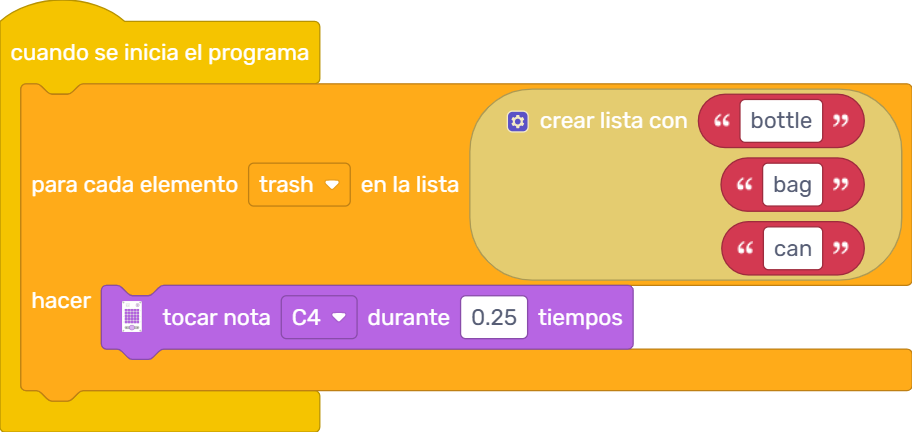 cuando se inicia el programa
crear lista con “ bottle ”
para cada elemento trash en la lista “ bag ”
“ can ”
hacer
tocar nota C4 durante 0.25 tiempos